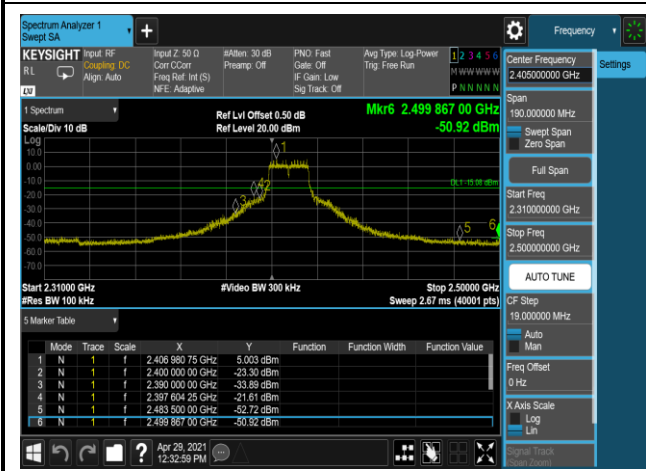 Spectrum Analyzer 1
Swept SA
Frequency
KEYSIGHT
RL
Input: RF
Coupling: DC
Align: Auto
Input Z: 50 Ω
Corr CCorr
Freq Ref: Int (S)
NFE: Adaptive
#Atten: 30 dB
Preamp: Off
PNO: Fast
Gate: Off
IF Gain: Low
Sig Track: Off
Avg Type: Log-Power
Trig: Free Run
1 2 3 4 5 6
M W W W W W
P N N N N N
Settings
Center Frequency
2.405000000 GHz
Span
190.000000 MHz
Swept Span
Zero Span
Full Span
Start Freq
2.310000000 GHz
Stop Freq
2.500000000 GHz
AUTO TUNE
CF Step
19.000000 MHz
Auto
Man
Freq Offset
0 Hz
X Axis Scale
Log
Lin
Signal Track
(Span Zoom)
1 Spectrum
Ref Lvl Offset 0.50 dB
Mkr6 2.499 867 00 GHz
Scale/Div 10 dB
Ref Level 20.00 dBm
-50.92 dBm
Log
10.0
0.00
-10.0
-20.0
-30.0
-40.0
-50.0
-60.0
-70.0
1
4 2
3
5
6
DL1 -15.08 dBm
Start 2.31000 GHz
#Video BW 300 kHz
Stop 2.50000 GHz
#Res BW 100 kHz
Sweep 2.67 ms (40001 pts)
5 Marker Table
Mode Trace Scale X Y Function Function Width Function Value
1 N 1 f 2.406 980 75 GHz 5.003 dBm
2 N 1 f 2.400 000 00 GHz -23.30 dBm
3 N 1 f 2.390 000 00 GHz -33.89 dBm
4 N 1 f 2.397 604 25 GHz -21.61 dBm
5 N 1 f 2.483 500 00 GHz -52.72 dBm
6 N 1 f 2.499 867 00 GHz -50.92 dBm
?
Apr 29, 2021
12:32:59 PM